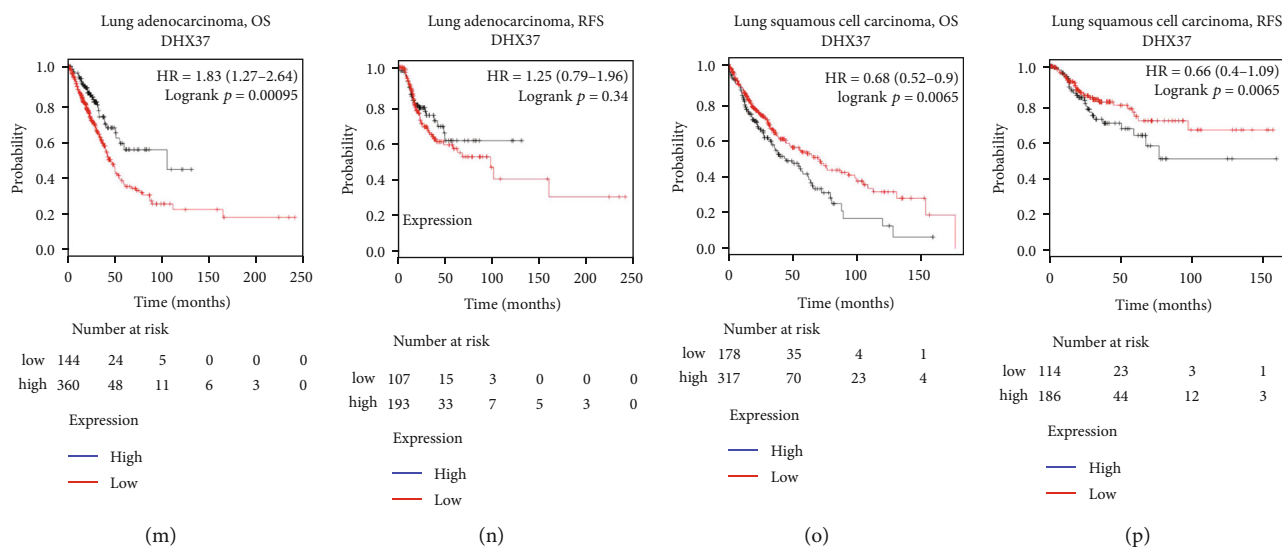 Lung adenocarcinoma, OS
DHX37
HR = 1.83 (1.27–2.64)
Logrank p = 0.00095
Probability
1.0
0.8
0.6
0.4
0.2
0.0
0 50 100 150 200 250
Time (months)
Number at risk
low 144 24 5 0 0 0
high 360 48 11 6 3 0
Expression
High
Low
(m)
Lung adenocarcinoma, RFS
DHX37
HR = 1.25 (0.79–1.96)
Logrank p = 0.34
Probability
1.0
0.8
0.6
0.4
0.2
0.0
Expression
0 50 100 150 200 250
Time (months)
Number at risk
low 107 15 3 0 0 0
high 193 33 7 5 3 0
Expression
High
Low
(n)
Lung squamous cell carcinoma, OS
DHX37
HR = 0.68 (0.52–0.9)
logrank p = 0.0065
Probability
1.0
0.8
0.6
0.4
0.2
0.0
0 50 100 150
Time (months)
Number at risk
low 178 35 4 1
high 317 70 23 4
Expression
High
Low
(o)
Lung squamous cell carcinoma, RFS
DHX37
HR = 0.66 (0.4–1.09)
Logrank p = 0.0065
Probability
1.0
0.8
0.6
0.4
0.2
0.0
0 50 100 150
Time (months)
Number at risk
low 114 23 3 1
high 186 44 12 3
Expression
High
Low
(p)